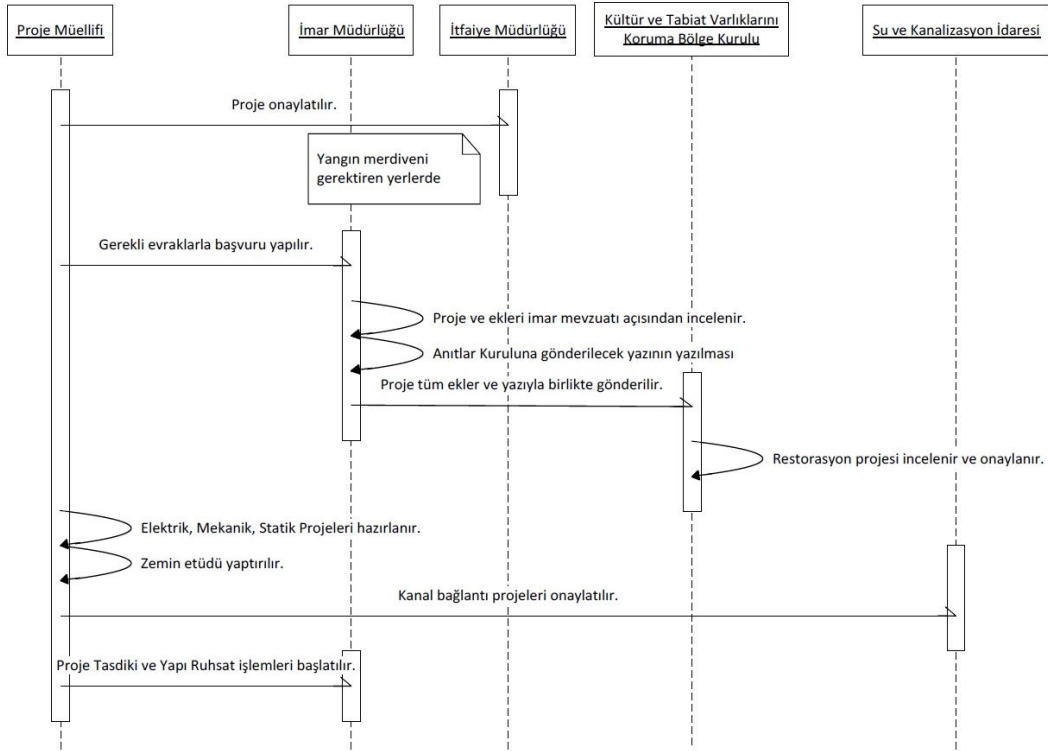 Proje Müellifi
İmar Müdürlüğü
İtfaiye Müdürlüğü
Kültür ve Tabiat Varlıklarını
Koruma Bölge Kurulu
Su ve Kanalizasyon İdaresi
Proje onaylatılır.
Yangın merdiveni
gerektiren yerlerde
Gerekli evraklarla başvuru yapılır.
Proje ve ekleri imar mevzuatı açısından incelenir.
Anıtlar Kuruluna gönderilecek yazının yazılması
Proje tüm ekler ve yazıyla birlikte gönderilir.
Restorasyon projesi incelenir ve onaylanır.
Elektrik, Mekanik, Statik Projeleri hazırlanır.
Zemin etüdü yaptırılır.
Kanal bağlantı projeleri onaylatılır.
Proje Tasdiki ve Yapı Ruhsat işlemleri başlatılır.